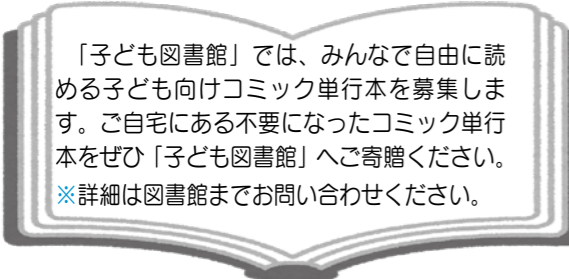 「子ども図書館」では、みんなで自由に読
める子ども向けコミック単行本を募集しま
す。ご自宅にある不要になったコミック単行
本をぜひ「子ども図書館」へご寄贈ください。
※詳細は図書館までお問い合わせください。